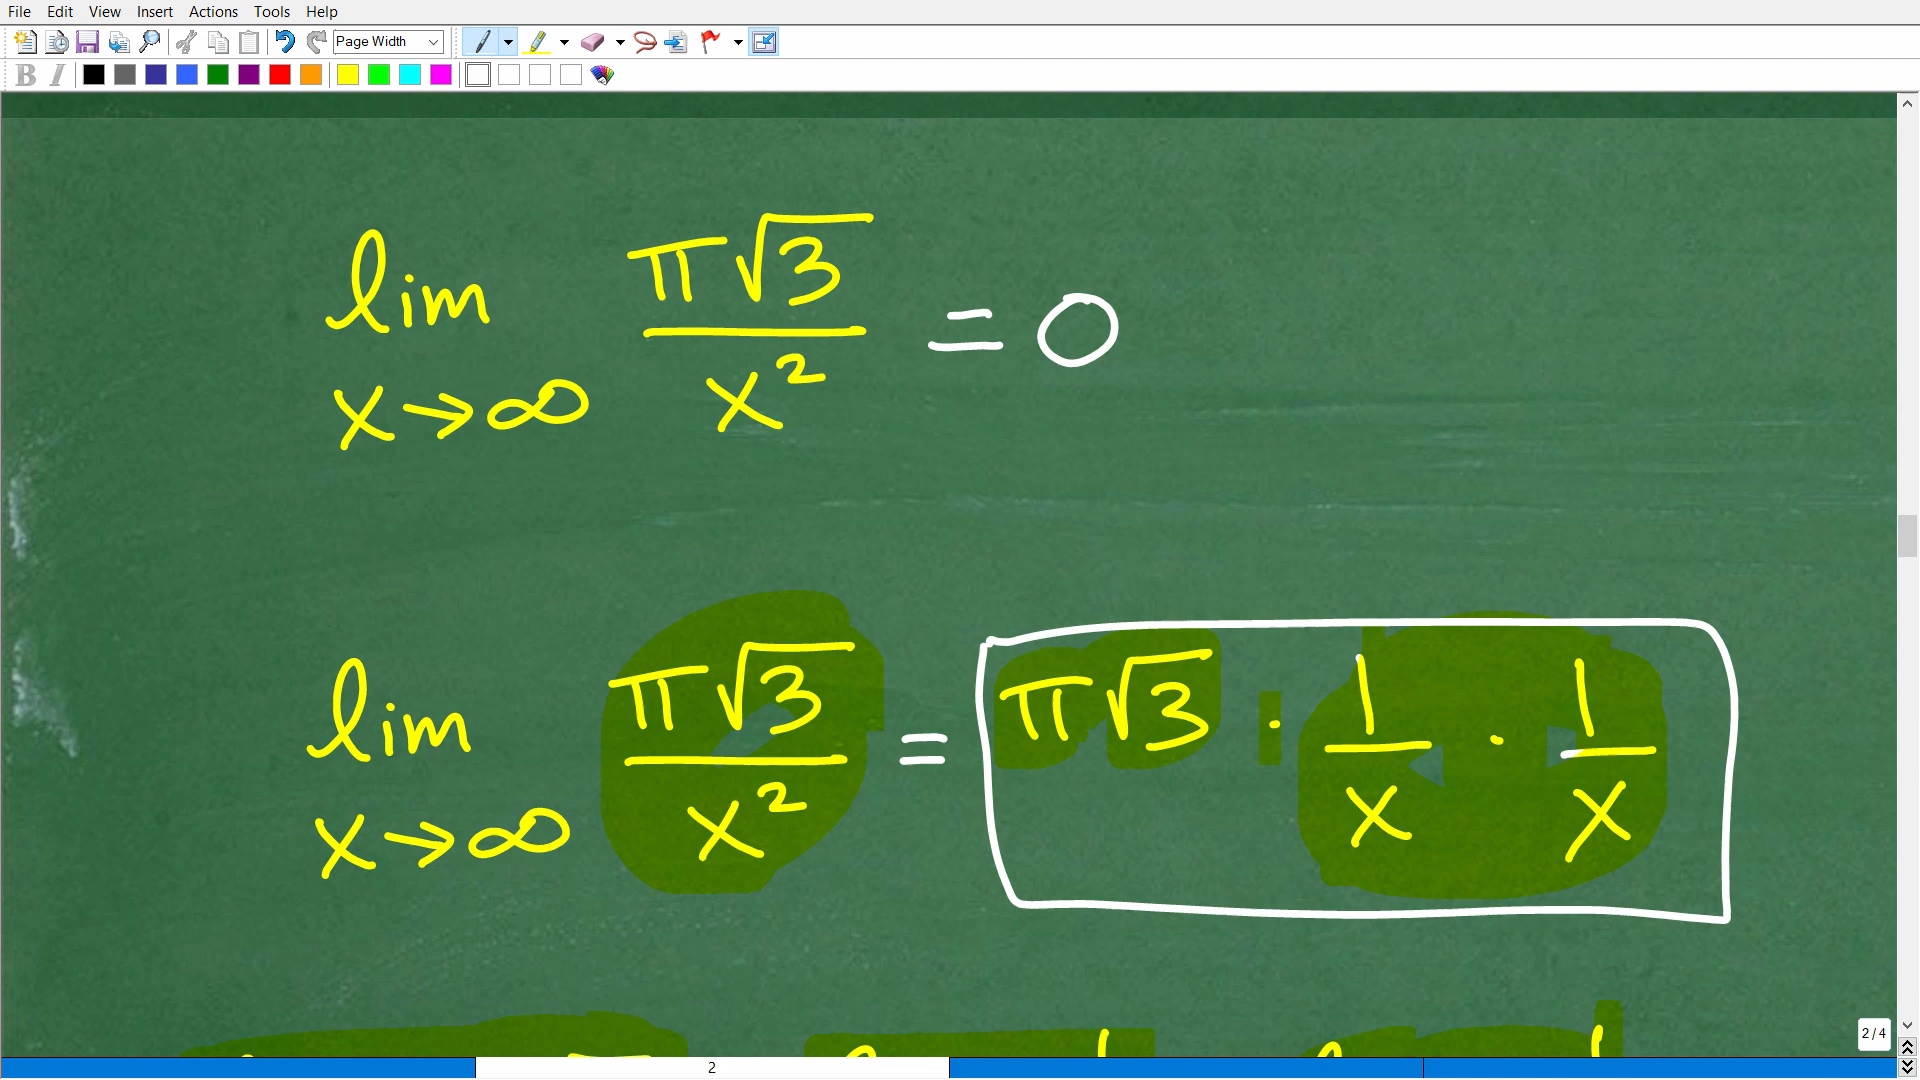 File Edit View Insert Actions Tools Help
Page Width
B I
lim π√3/x² = 0
x→∞
lim π√3/x² = π√3 · 1/x · 1/x
x→∞
2 / 4
2